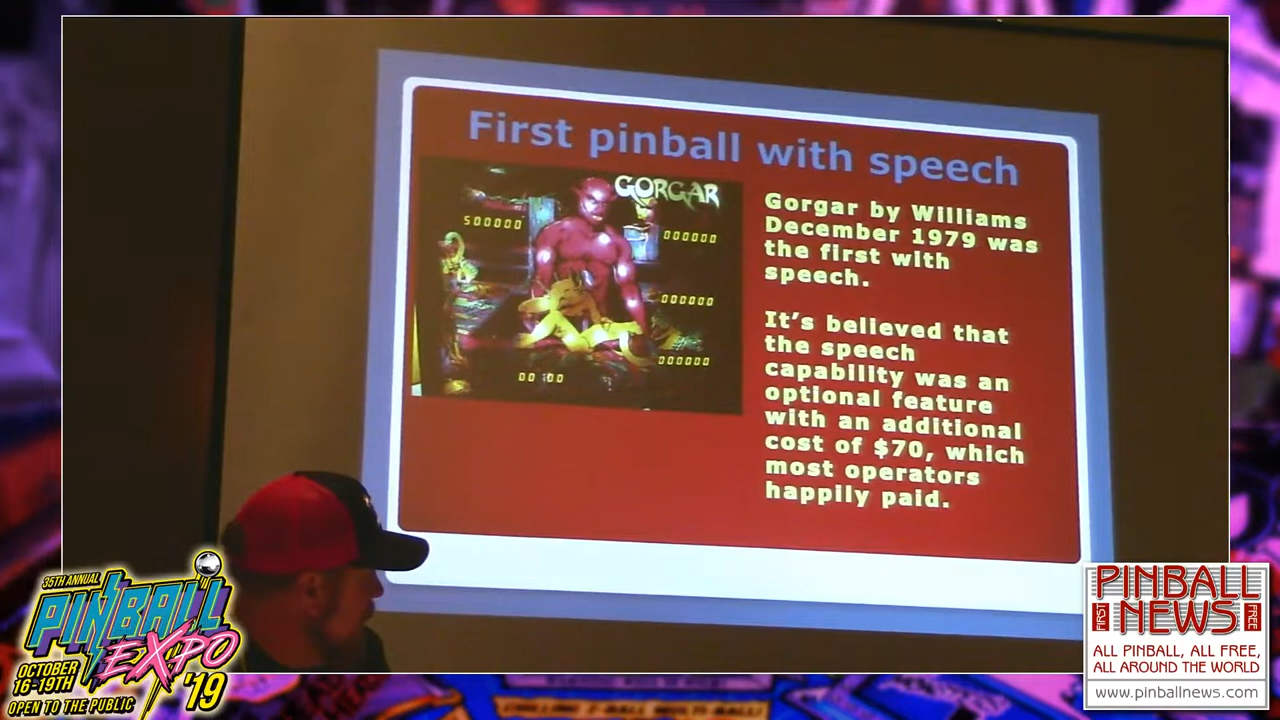 First pinball with speech
GORGAR
500000
000000
000000
000000
00 00
Gorgar by Williams
December 1979 was
the first with
speech.
It's believed that
the speech
capability was an
optional feature
with an additional
cost of $70, which
most operators
happily paid.
35TH ANNUAL
PINBALL
EXPO
OCTOBER
16-19TH
'19
OPEN TO THE PUBLIC
PINBALL
FIRST
NEWS
FREE
ALL PINBALL, ALL FREE,
ALL AROUND THE WORLD
www.pinballnews.com